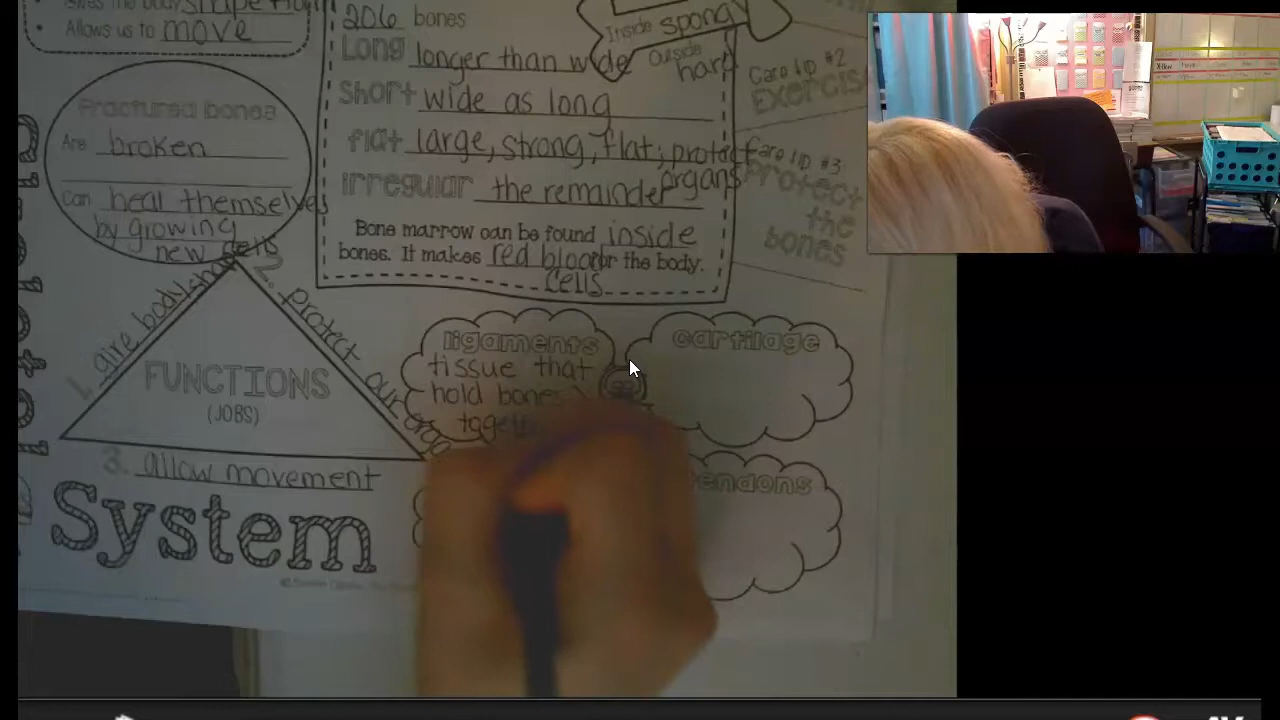 shape
Allows us to move
Fractured bones
Are broken
Can heal themselves
by growing
new cells
206 bones
Long longer than wide
Short wide as long
flat large, strong, flat; protect
organs
irregular the remainder
Bone marrow can be found inside
bones. It makes red blood for the body.
cells
Inside spongy
Outside hard
Care tip #2
Exercise
Care tip #3:
Protect
the
bones
1. give body shape
2. protect our
FUNCTIONS
(JOBS)
3. allow movement
System
ligaments
tissue that
hold bones
together
cartilage
tendons